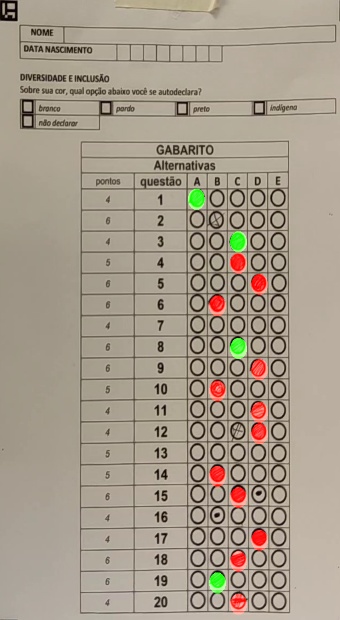 NOME
DATA NASCIMENTO
DIVERSIDADE E INCLUSÃO
Sobre sua cor, qual opção abaixo você se autodeclara?
branco pardo preto indígena
não declarar
GABARITO
Alternativas
pontos questão A B C D E
4 1
6 2
4 3
5 4
6 5
6 6
4 7
6 8
6 9
5 10
4 11
4 12
5 13
5 14
6 15
4 16
4 17
6 18
6 19
4 20